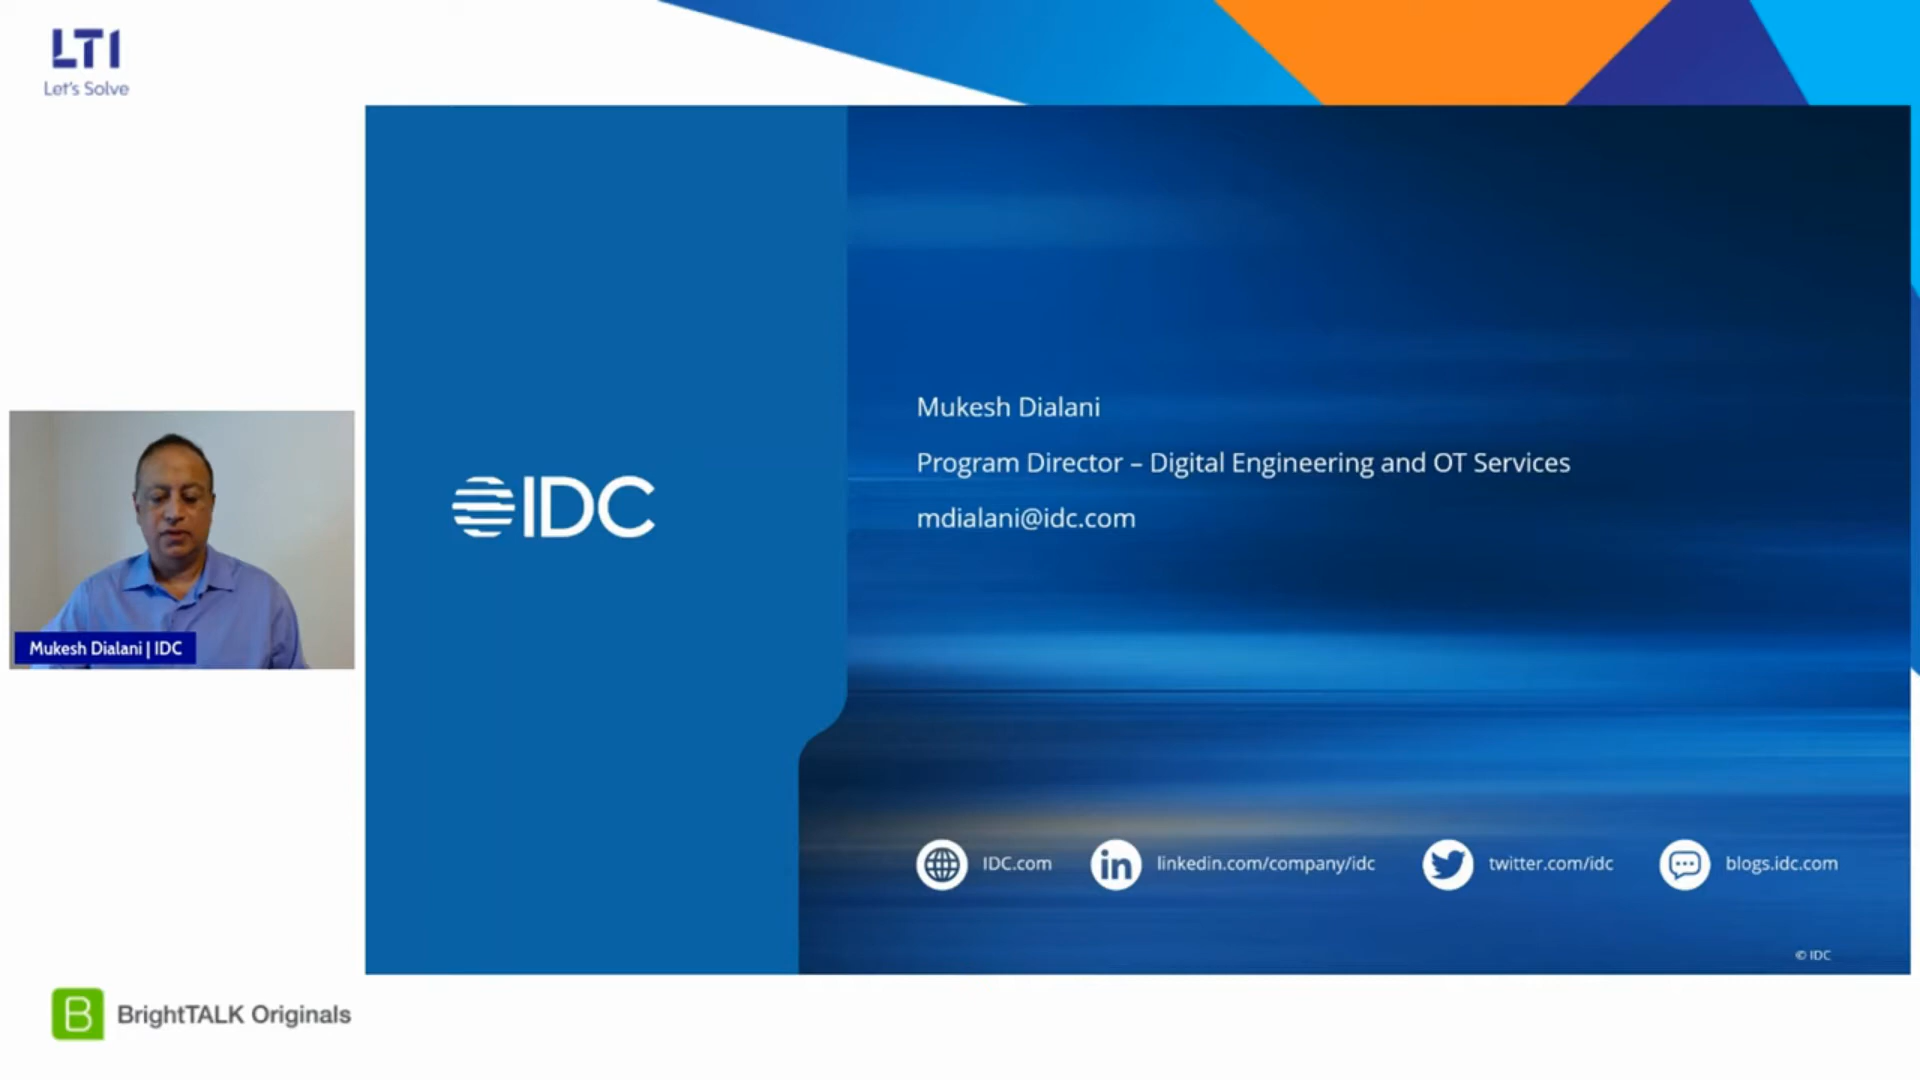 LTI
Let's Solve
Mukesh Dialani | IDC
IDC
Mukesh Dialani
Program Director – Digital Engineering and OT Services
mdialani@idc.com
IDC.com
linkedin.com/company/idc
twitter.com/idc
blogs.idc.com
© IDC
B BrightTALK Originals